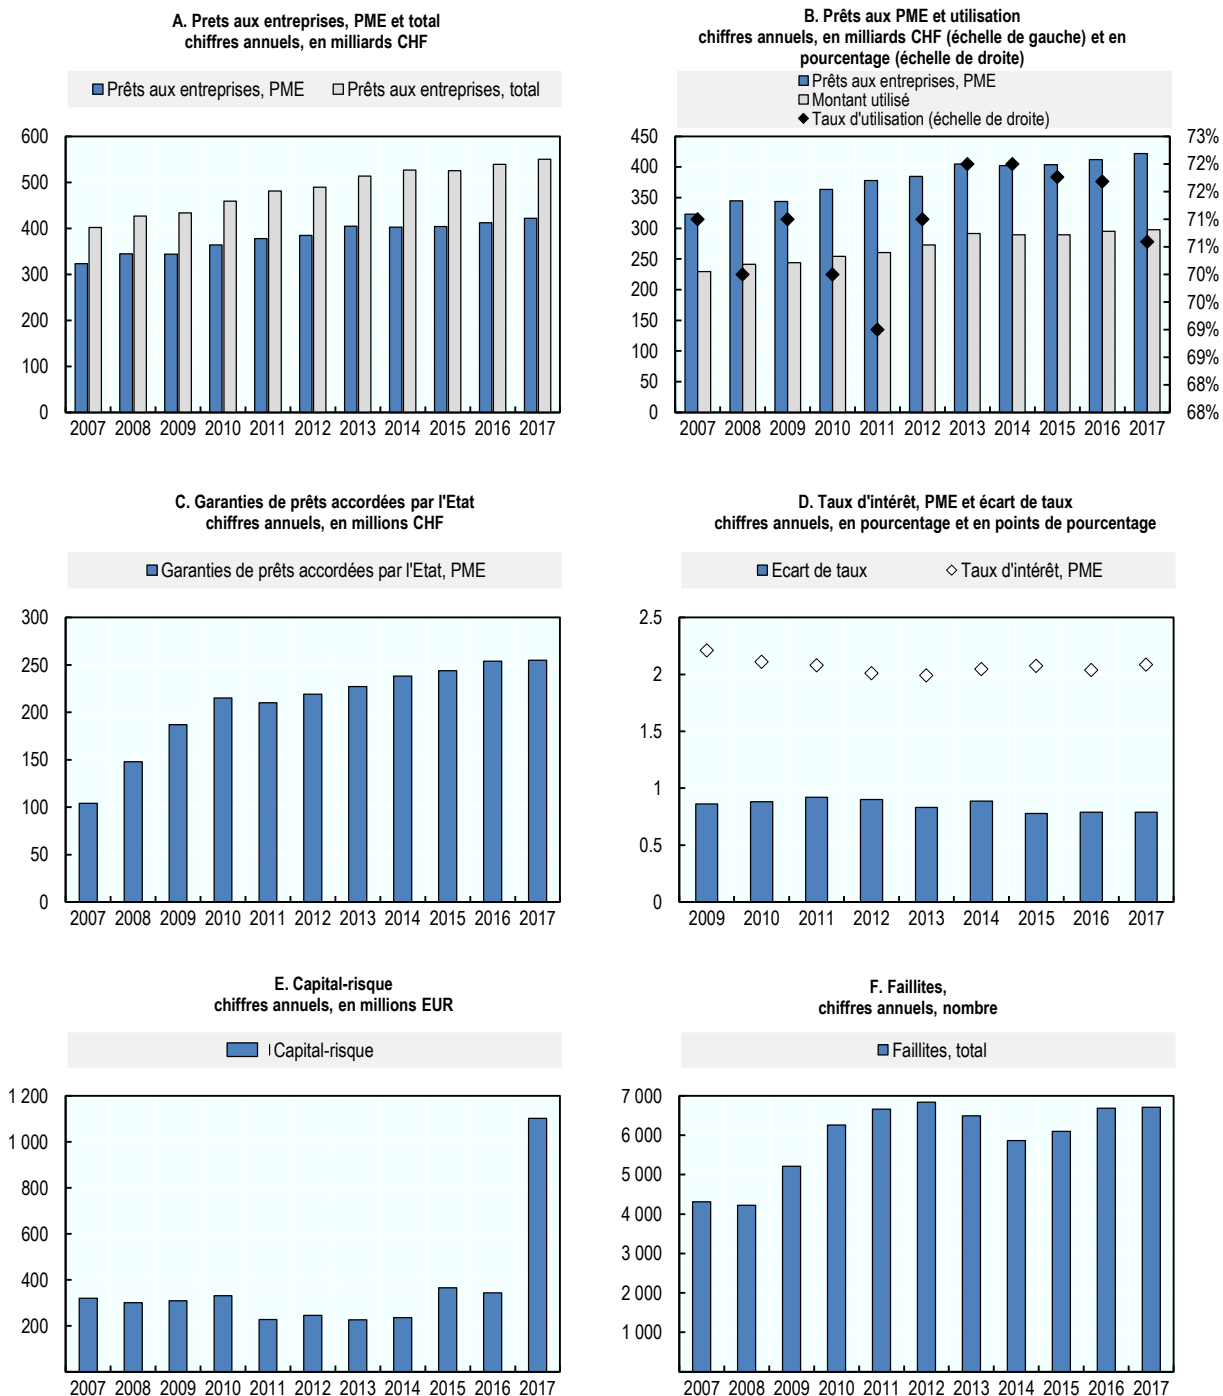 A. Prets aux entreprises, PME et total
chiffres annuels, en milliards CHF
Prêts aux entreprises, PME
Prêts aux entreprises, total
600
500
400
300
200
100
0
2007 2008 2009 2010 2011 2012 2013 2014 2015 2016 2017
B. Prêts aux PME et utilisation
chiffres annuels, en milliards CHF (échelle de gauche) et en
pourcentage (échelle de droite)
Prêts aux entreprises, PME
Montant utilisé
Taux d'utilisation (échelle de droite)
450
400
350
300
250
200
150
100
50
0
73%
72%
72%
71%
71%
70%
70%
69%
69%
68%
68%
2007 2008 2009 2010 2011 2012 2013 2014 2015 2016 2017
C. Garanties de prêts accordées par l'Etat
chiffres annuels, en millions CHF
Garanties de prêts accordées par l'Etat, PME
300
250
200
150
100
50
0
2007 2008 2009 2010 2011 2012 2013 2014 2015 2016 2017
D. Taux d'intérêt, PME et écart de taux
chiffres annuels, en pourcentage et en points de pourcentage
Ecart de taux
Taux d'intérêt, PME
2.5
2
1.5
1
0.5
0
2009 2010 2011 2012 2013 2014 2015 2016 2017
E. Capital-risque
chiffres annuels, en millions EUR
Capital-risque
1 200
1 000
800
600
400
200
2007 2008 2009 2010 2011 2012 2013 2014 2015 2016 2017
F. Faillites,
chiffres annuels, nombre
Faillites, total
7 000
6 000
5 000
4 000
3 000
2 000
1 000
2007 2008 2009 2010 2011 2012 2013 2014 2015 2016 2017